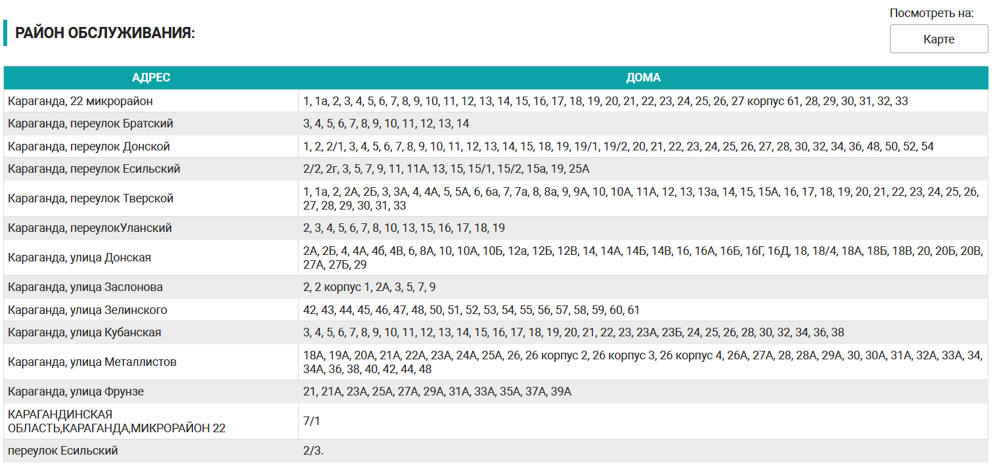 Посмотреть на:
РАЙОН ОБСЛУЖИВАНИЯ:
Карте
АДРЕС ДОМА
Караганда, 22 микрорайон 1, 1а, 2, 3, 4, 5, 6, 7, 8, 9, 10, 11, 12, 13, 14, 15, 16, 17, 18, 19, 20, 21, 22, 23, 24, 25, 26, 27 корпус 61, 28, 29, 30, 31, 32, 33
Караганда, переулок Братский 3, 4, 5, 6, 7, 8, 9, 10, 11, 12, 13, 14
Караганда, переулок Донской 1, 2, 2/1, 3, 4, 5, 6, 7, 8, 9, 10, 11, 12, 13, 14, 15, 18, 19, 19/1, 19/2, 20, 21, 22, 23, 24, 25, 26, 27, 28, 30, 32, 34, 36, 48, 50, 52, 54
Караганда, переулок Есильский 2/2, 2г, 3, 5, 7, 9, 11, 11А, 13, 15, 15/1, 15/2, 15а, 19, 25А
Караганда, переулок Тверской 1, 1а, 2, 2А, 2Б, 3, 3А, 4, 4А, 5, 5А, 6, 6а, 7, 7а, 8, 8а, 9, 9А, 10, 10А, 11А, 12, 13, 13а, 14, 15, 15А, 16, 17, 18, 19, 20, 21, 22, 23, 24, 25, 26,
27, 28, 29, 30, 31, 33
Караганда, переулокУланский 2, 3, 4, 5, 6, 7, 8, 10, 13, 15, 16, 17, 18, 19
Караганда, улица Донская 2А, 2Б, 4, 4А, 4б, 4В, 6, 8А, 10, 10А, 10Б, 12а, 12Б, 12В, 14, 14А, 14Б, 14В, 16, 16А, 16Б, 16Г, 16Д, 18, 18/4, 18А, 18Б, 18В, 20, 20Б, 20В,
27А, 27Б, 29
Караганда, улица Заслонова 2, 2 корпус 1, 2А, 3, 5, 7, 9
Караганда, улица Зелинского 42, 43, 44, 45, 46, 47, 48, 50, 51, 52, 53, 54, 55, 56, 57, 58, 59, 60, 61
Караганда, улица Кубанская 3, 4, 5, 6, 7, 8, 9, 10, 11, 12, 13, 14, 15, 16, 17, 18, 19, 20, 21, 22, 23, 23А, 23Б, 24, 25, 26, 28, 30, 32, 34, 36, 38
Караганда, улица Металлистов 18А, 19А, 20А, 21А, 22А, 23А, 24А, 25А, 26, 26 корпус 2, 26 корпус 3, 26 корпус 4, 26А, 27А, 28, 28А, 29А, 30, 30А, 31А, 32А, 33А, 34,
34А, 36, 38, 40, 42, 44, 48
Караганда, улица Фрунзе 21, 21А, 23А, 25А, 27А, 29А, 31А, 33А, 35А, 37А, 39А
КАРАГАНДИНСКАЯ
ОБЛАСТЬ,КАРАГАНДА,МИКРОРАЙОН 22 7/1
переулок Есильский 2/3.